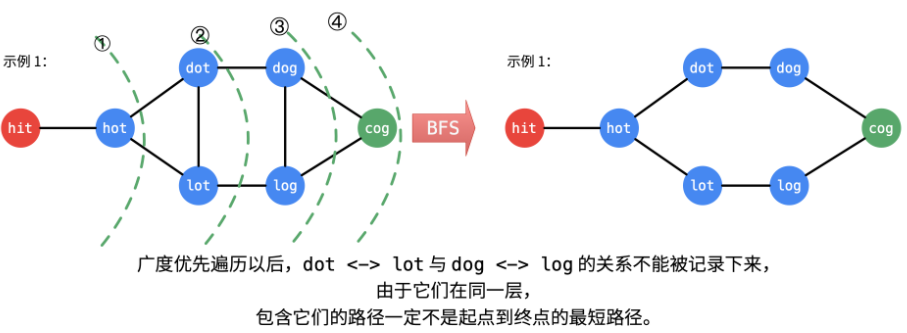 ① ② ③ ④
示例 1: 示例 1:
dot dog dot dog
hit hot cog BFS hit hot cog
lot log lot log
广度优先遍历以后，dot <-> lot 与 dog <-> log 的关系不能被记录下来，
由于它们在同一层，
包含它们的路径一定不是起点到终点的最短路径。